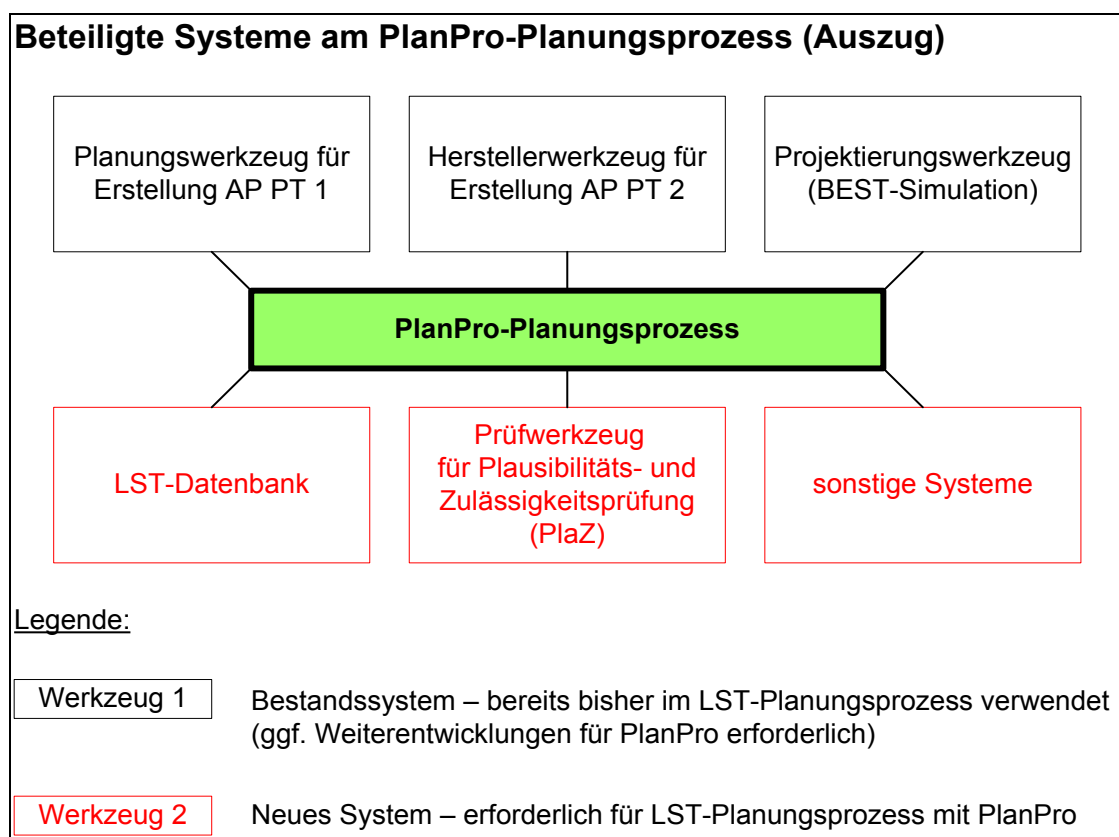 Beteiligte Systeme am PlanPro-Planungsprozess (Auszug)
Planungswerkzeug für
Erstellung AP PT 1
Herstellerwerkzeug für
Erstellung AP PT 2
Projektierungswerkzeug
(BEST-Simulation)
PlanPro-Planungsprozess
LST-Datenbank
Prüfwerkzeug
für Plausibilitäts- und
Zulässigkeitsprüfung
(PlaZ)
sonstige Systeme
Legende:
Werkzeug 1
Bestandssystem – bereits bisher im LST-Planungsprozess verwendet
(ggf. Weiterentwicklungen für PlanPro erforderlich)
Werkzeug 2
Neues System – erforderlich für LST-Planungsprozess mit PlanPro